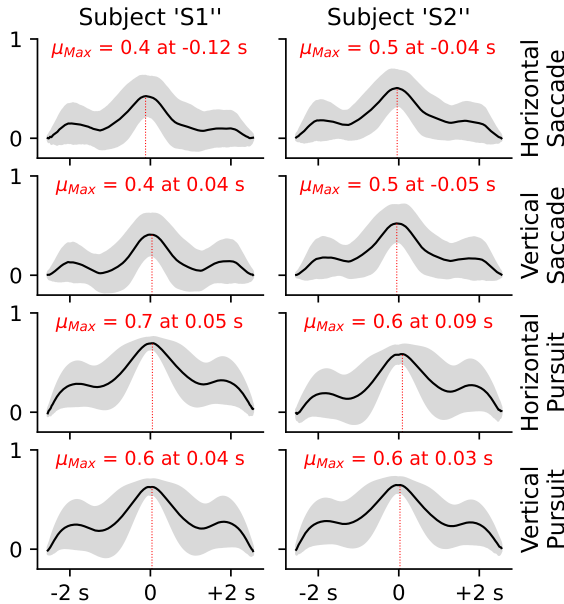 Subject 'S1''
Subject 'S2''
1
0
μMax = 0.4 at -0.12 s
μMax = 0.5 at -0.04 s
Horizontal
Saccade
1
0
μMax = 0.4 at 0.04 s
μMax = 0.5 at -0.05 s
Vertical
Saccade
1
0
μMax = 0.7 at 0.05 s
μMax = 0.6 at 0.09 s
Horizontal
Pursuit
1
0
μMax = 0.6 at 0.04 s
μMax = 0.6 at 0.03 s
Vertical
Pursuit
-2 s 0 +2 s
-2 s 0 +2 s